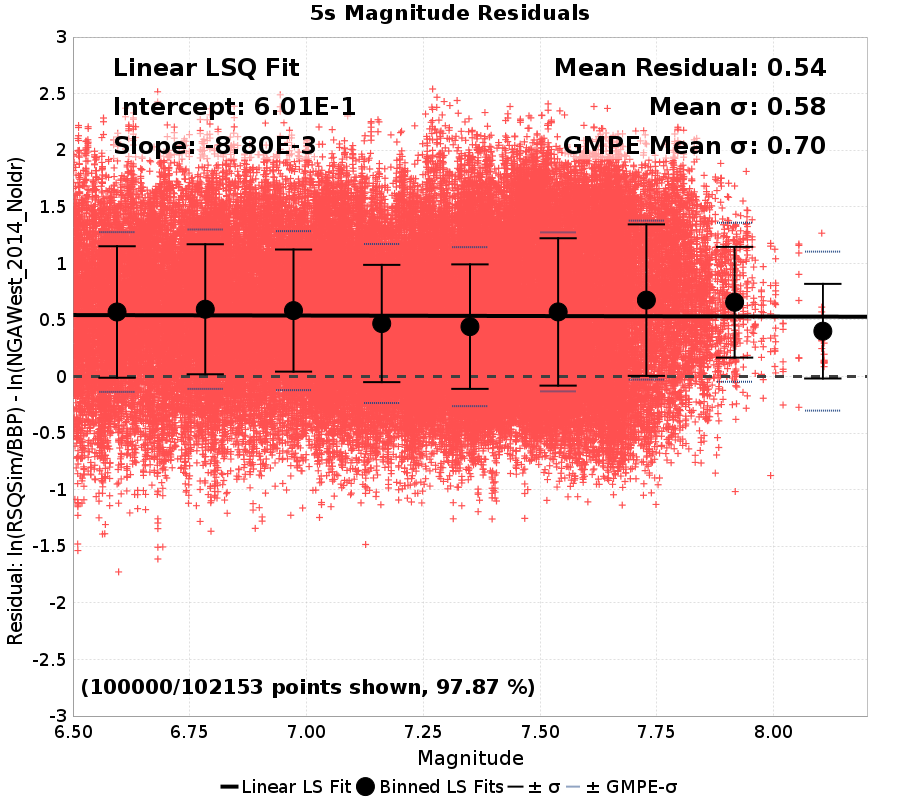 5s Magnitude Residuals
Linear LSQ Fit
Mean Residual: 0.54
Intercept: 6.01E-1
Mean σ: 0.58
Slope: -8.80E-3
GMPE Mean σ: 0.70
Residual: ln(RSQSim/BBP) - ln(NGAWest_2014_NoIdr)
3
2.5
2
1.5
1
0.5
0
-0.5
-1
-1.5
-2
-2.5
-3
(100000/102153 points shown, 97.87 %)
6.50 6.75 7.00 7.25 7.50 7.75 8.00
Magnitude
Linear LS Fit Binned LS Fits ± σ ± GMPE-σ